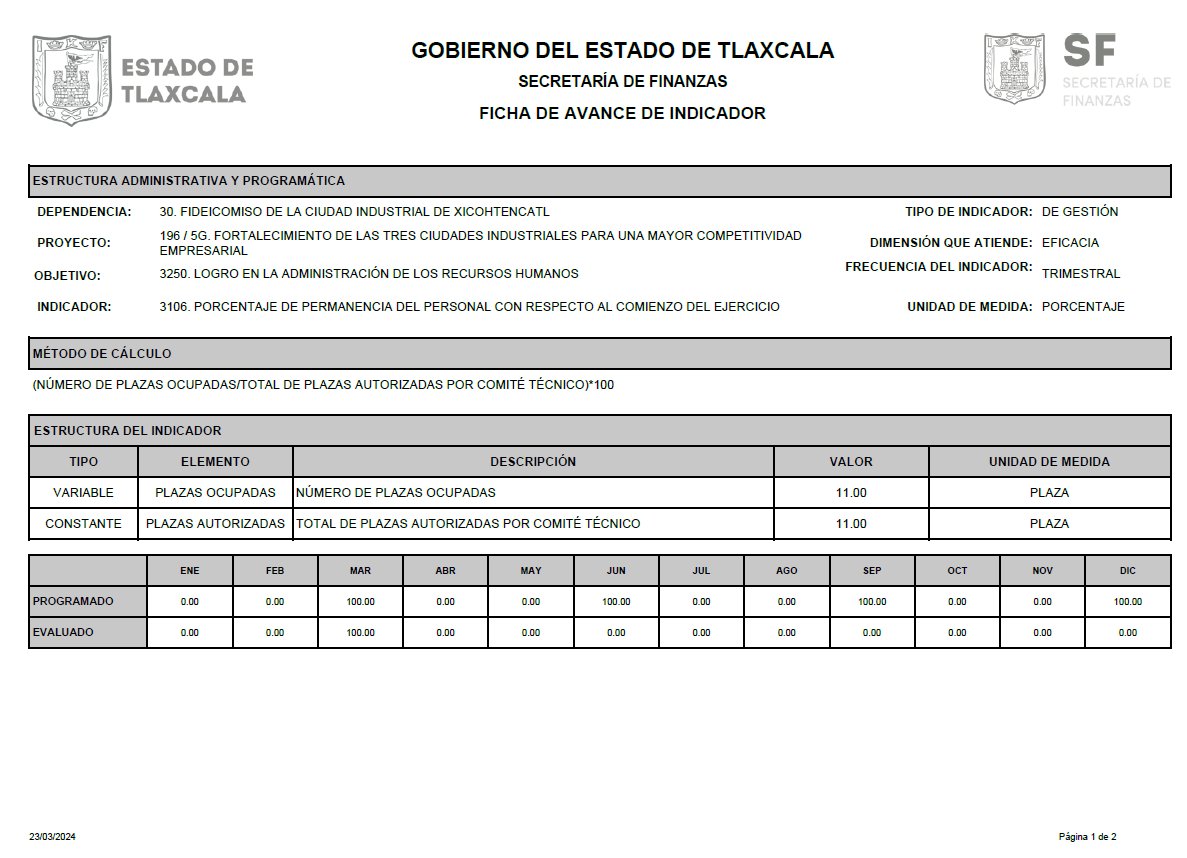 ESTADO DE
TLAXCALA
GOBIERNO DEL ESTADO DE TLAXCALA
SECRETARÍA DE FINANZAS
FICHA DE AVANCE DE INDICADOR
SF
SECRETARÍA DE
FINANZAS
ESTRUCTURA ADMINISTRATIVA Y PROGRAMÁTICA
DEPENDENCIA: 30. FIDEICOMISO DE LA CIUDAD INDUSTRIAL DE XICOHTENCATL TIPO DE INDICADOR: DE GESTIÓN
PROYECTO: 196 / 5G. FORTALECIMIENTO DE LAS TRES CIUDADES INDUSTRIALES PARA UNA MAYOR COMPETITIVIDAD
EMPRESARIAL DIMENSIÓN QUE ATIENDE: EFICACIA
OBJETIVO: 3250. LOGRO EN LA ADMINISTRACIÓN DE LOS RECURSOS HUMANOS FRECUENCIA DEL INDICADOR: TRIMESTRAL
INDICADOR: 3106. PORCENTAJE DE PERMANENCIA DEL PERSONAL CON RESPECTO AL COMIENZO DEL EJERCICIO UNIDAD DE MEDIDA: PORCENTAJE
MÉTODO DE CÁLCULO
(NÚMERO DE PLAZAS OCUPADAS/TOTAL DE PLAZAS AUTORIZADAS POR COMITÉ TÉCNICO)*100
ESTRUCTURA DEL INDICADOR
TIPO ELEMENTO DESCRIPCIÓN VALOR UNIDAD DE MEDIDA
VARIABLE PLAZAS OCUPADAS NÚMERO DE PLAZAS OCUPADAS 11.00 PLAZA
CONSTANTE PLAZAS AUTORIZADAS TOTAL DE PLAZAS AUTORIZADAS POR COMITÉ TÉCNICO 11.00 PLAZA
ENE FEB MAR ABR MAY JUN JUL AGO SEP OCT NOV DIC
PROGRAMADO 0.00 0.00 100.00 0.00 0.00 100.00 0.00 0.00 100.00 0.00 0.00 100.00
EVALUADO 0.00 0.00 100.00 0.00 0.00 0.00 0.00 0.00 0.00 0.00 0.00 0.00
23/03/2024 Página 1 de 2